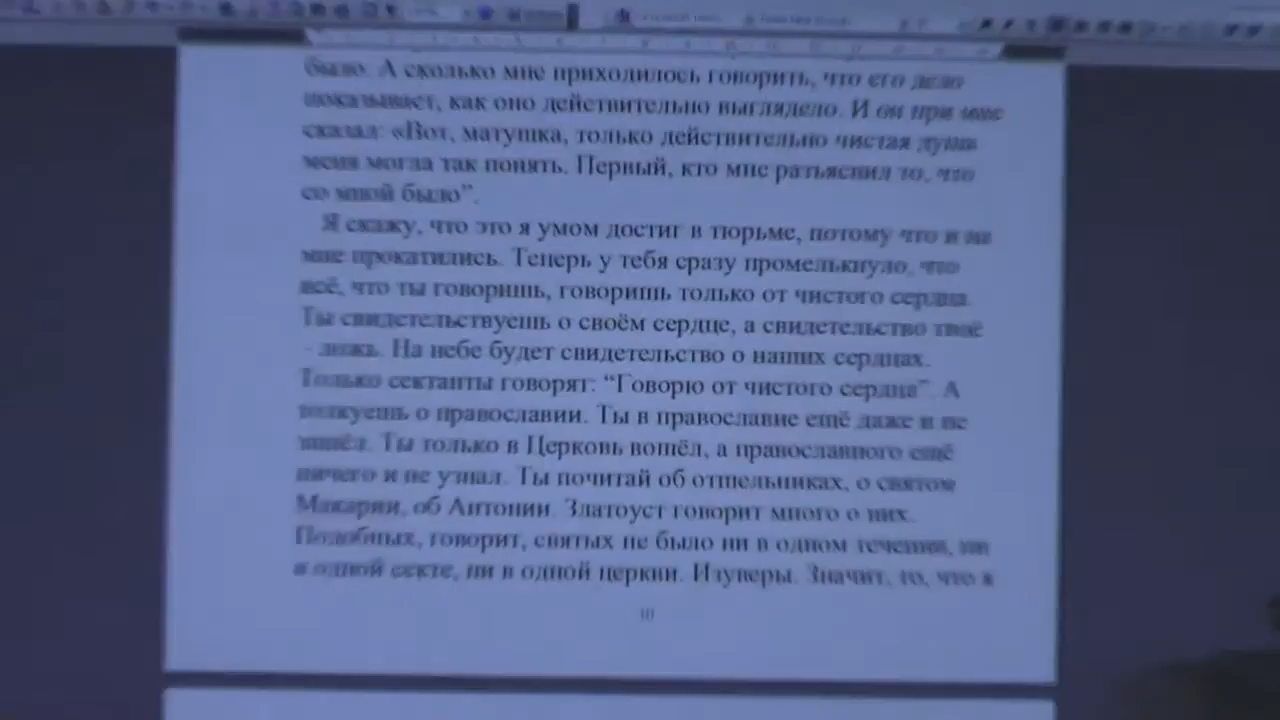 было. А сколько мне приходилось говорить, что его дело
показывает, как оно действительно выглядело. И он при мне
сказал: «Вот, матушка, только действительно чистая душа
меня могла так понять. Первый, кто мне разъяснил то, что
со мной было”.
Я скажу, что это я умом достиг в тюрьме, потому что и на
мне прокатились. Теперь у тебя сразу промелькнуло, что
всё, что ты говоришь, говоришь только от чистого сердца.
Ты свидетельствуешь о своём сердце, а свидетельство твоё
- ложь. На небе будет свидетельство о наших сердцах.
Только сектанты говорят: “Говорю от чистого сердца”. А
толкуешь о православии. Ты в православие ещё даже и не
вошёл. Ты только в Церковь вошёл, а православного ещё
ничего и не узнал. Ты почитай об отшельниках, о святом
Макарии, об Антонии. Златоуст говорит много о них.
Подобных, говорит, святых не было ни в одном течении, ни
в одной секте, ни в одной церкви. Изуверы. Значит, то, что я
10